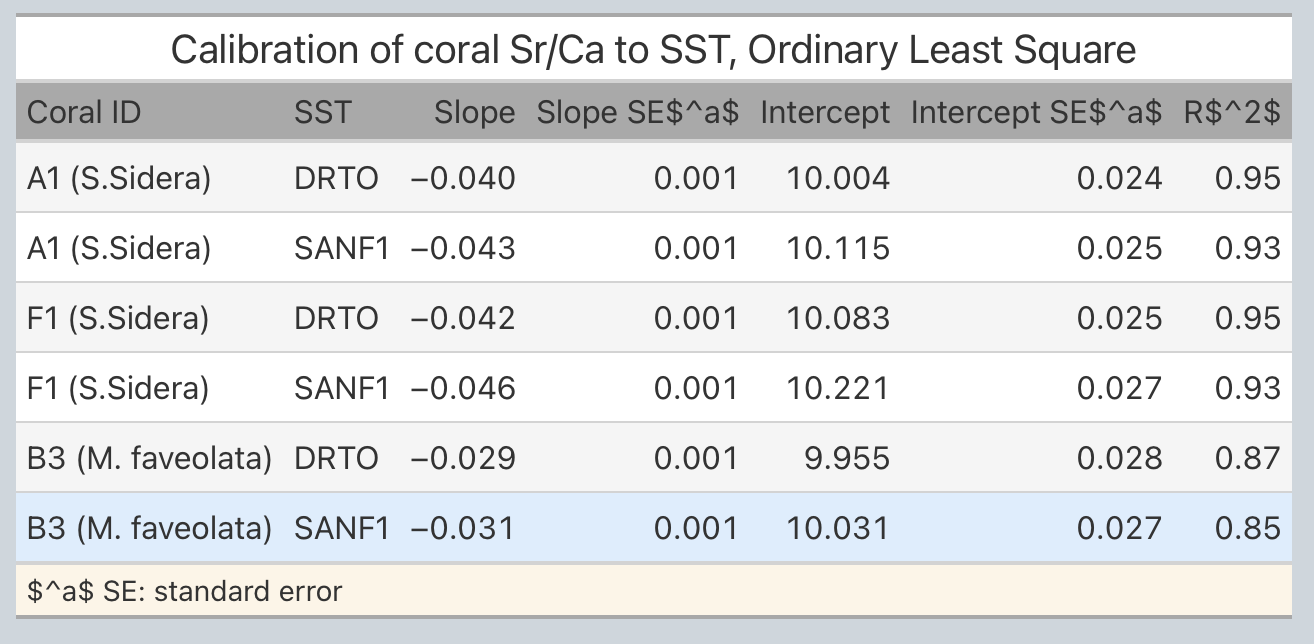 Calibration of coral Sr/Ca to SST, Ordinary Least Square
Coral ID SST Slope Slope SE$^a$ Intercept Intercept SE$^a$ R$^2$
A1 (S.Sidera) DRTO −0.040 0.001 10.004 0.024 0.95
A1 (S.Sidera) SANF1 −0.043 0.001 10.115 0.025 0.93
F1 (S.Sidera) DRTO −0.042 0.001 10.083 0.025 0.95
F1 (S.Sidera) SANF1 −0.046 0.001 10.221 0.027 0.93
B3 (M. faveolata) DRTO −0.029 0.001 9.955 0.028 0.87
B3 (M. faveolata) SANF1 −0.031 0.001 10.031 0.027 0.85
$^a$ SE: standard error